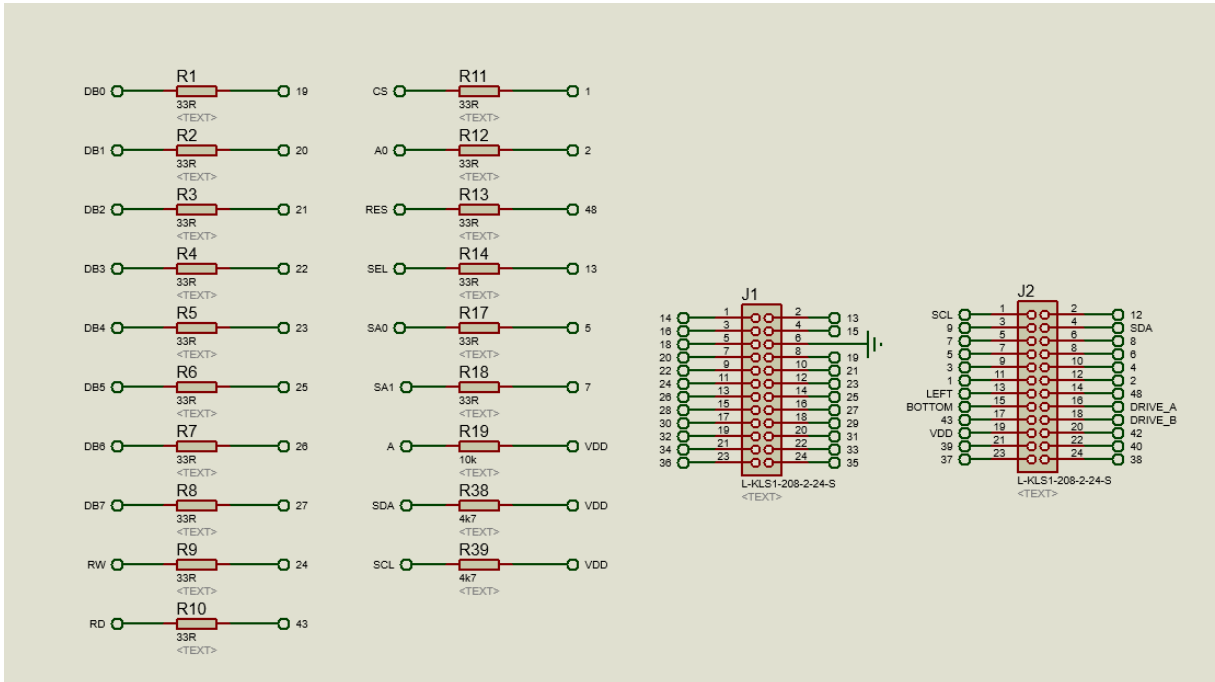 R1
DB0 19
33R
<TEXT>
R2
DB1 20
33R
<TEXT>
R3
DB2 21
33R
<TEXT>
R4
DB3 22
33R
<TEXT>
R5
DB4 23
33R
<TEXT>
R6
DB5 25
33R
<TEXT>
R7
DB6 26
33R
<TEXT>
R8
DB7 27
33R
<TEXT>
R9
RW 24
33R
<TEXT>
R10
RD 43
33R
<TEXT>
R11
CS 1
33R
<TEXT>
R12
A0 2
33R
<TEXT>
R13
RES 48
33R
<TEXT>
R14
SEL 13
33R
<TEXT>
R17
SA0 5
33R
<TEXT>
R18
SA1 7
33R
<TEXT>
R19
A VDD
10k
<TEXT>
R38
SDA VDD
4k7
<TEXT>
R39
SCL VDD
4k7
<TEXT>
J1
14 1 2 13
16 3 4 15
18 5 6
20 7 8 19
22 9 10 21
24 11 12 23
26 13 14 25
28 15 16 27
30 17 18 29
32 19 20 31
34 21 22 33
36 23 24 35
L-KLS1-208-2-24-S
<TEXT>
J2
SCL 1 2 12
9 3 4 SDA
7 5 6 8
5 7 8 6
3 9 10 4
1 11 12 2
LEFT 13 14 48
BOTTOM 15 16 DRIVE_A
43 17 18 DRIVE_B
VDD 19 20 42
39 21 22 40
37 23 24 38
L-KLS1-208-2-24-S
<TEXT>